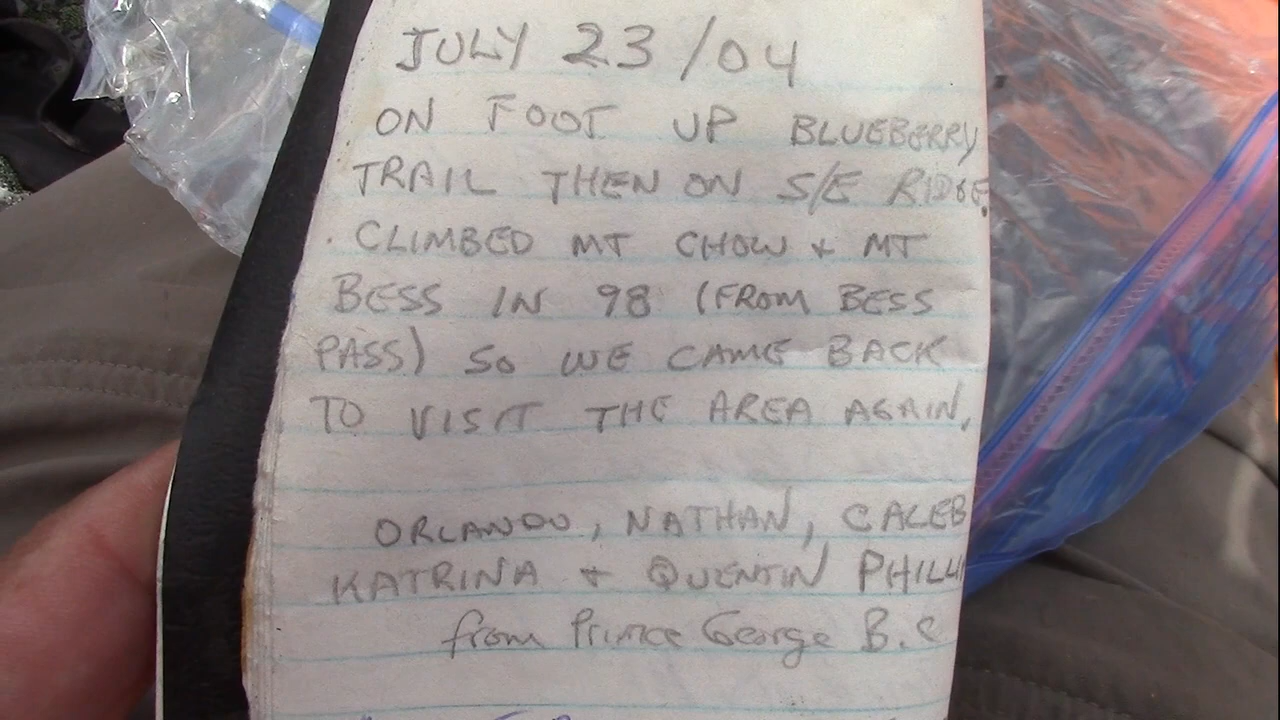 JULY 23/04
ON FOOT UP BLUEBERRY
TRAIL THEN ON S/E RIDGE.
CLIMBED MT CHOW + MT
BESS IN 98 (FROM BESS
PASS) SO WE CAME BACK
TO VISIT THE AREA AGAIN.
ORLANDO, NATHAN, CALEB
KATRINA + QUENTIN
from Prince George B.C